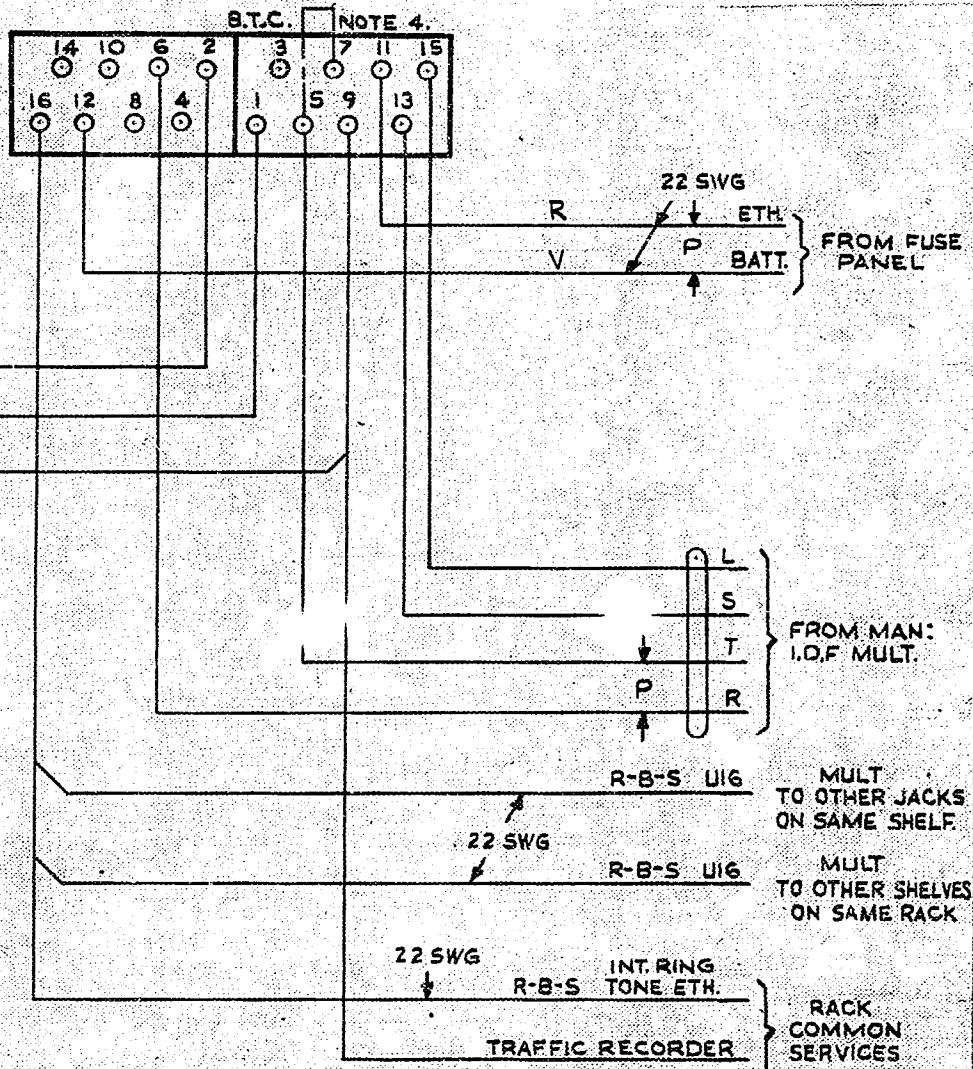 B.T.C. NOTE 4.
14 10 6 2 3 7 11 15
16 12 8 4 1 5 9 13
22 SWG
R ETH.
P
V BATT.
FROM FUSE
PANEL
L
S
T
P
R
FROM MAN:
I.D.F MULT.
R-B-S U16
MULT
TO OTHER JACKS
ON SAME SHELF.
22 SWG
R-B-S U16
MULT
TO OTHER SHELVES
ON SAME RACK
22 SWG
R-B-S
INT. RING
TONE ETH.
TRAFFIC RECORDER
RACK
COMMON
SERVICES